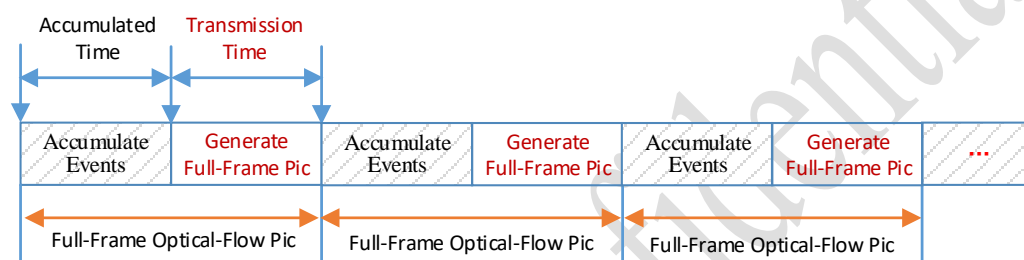 Accumulated
Time
Transmission
Time
Accumulate
Events
Generate
Full-Frame Pic
Accumulate
Events
Generate
Full-Frame Pic
Accumulate
Events
Generate
Full-Frame Pic
...
Full-Frame Optical-Flow Pic
Full-Frame Optical-Flow Pic
Full-Frame Optical-Flow Pic